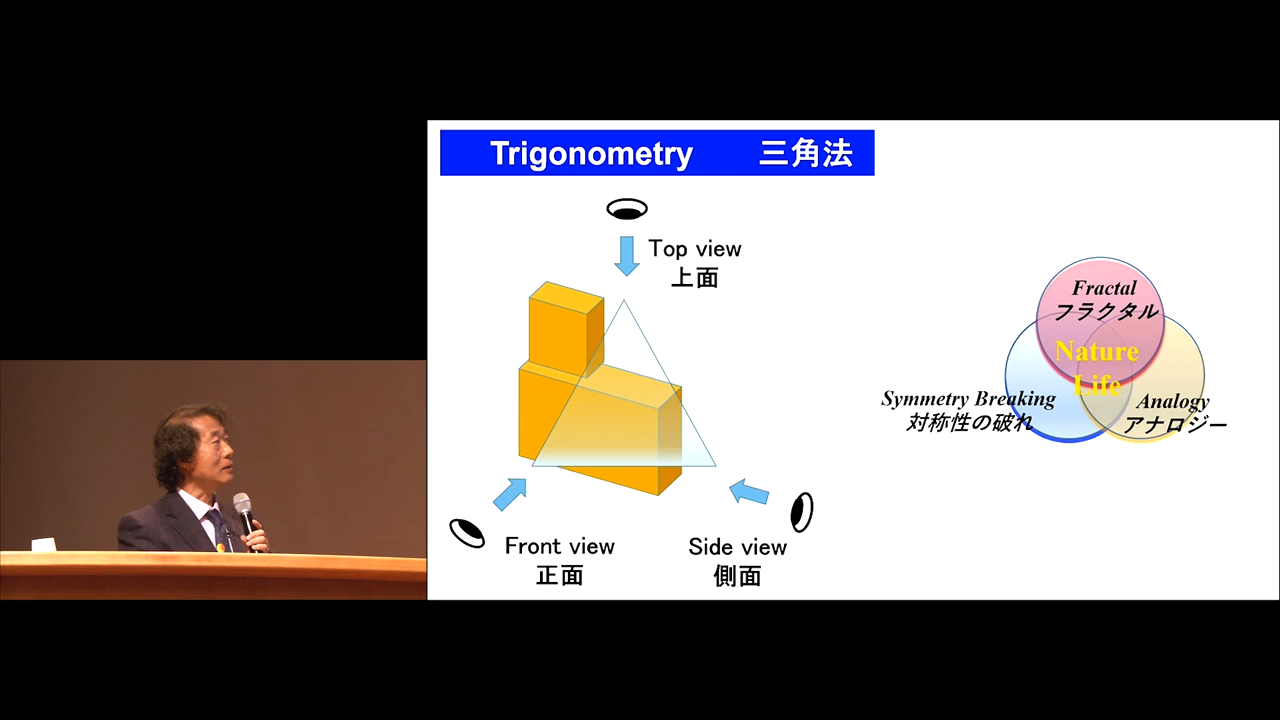 Trigonometry 三角法
Top view
上面
Front view
正面
Side view
側面
Fractal
フラクタル
Nature
Life
Symmetry Breaking
対称性の破れ
Analogy
アナロジー